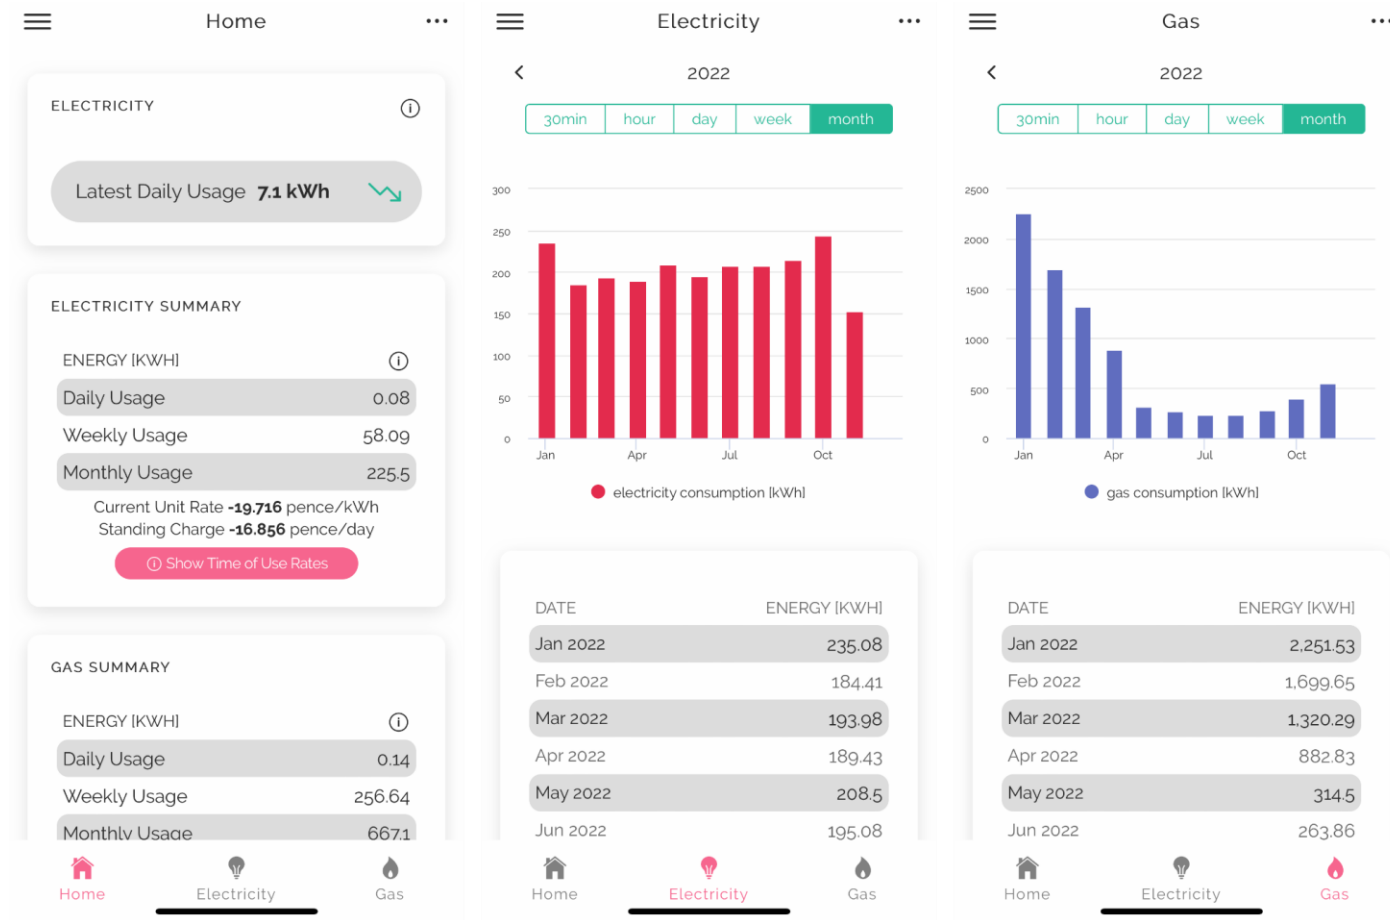 Home
ELECTRICITY
Latest Daily Usage 7.1 kWh
ELECTRICITY SUMMARY
ENERGY [KWH]
Daily Usage 0.08
Weekly Usage 58.09
Monthly Usage 225.5
Current Unit Rate -19.716 pence/kWh
Standing Charge -16.856 pence/day
Show Time of Use Rates
GAS SUMMARY
ENERGY [KWH]
Daily Usage 0.14
Weekly Usage 256.64
Monthly Usage 667.1
Home Electricity Gas
Electricity
2022
30min hour day week month
300
250
200
150
100
50
0
Jan Apr Jul Oct
electricity consumption [kWh]
DATE ENERGY [KWH]
Jan 2022 235.08
Feb 2022 184.41
Mar 2022 193.98
Apr 2022 189.43
May 2022 208.5
Jun 2022 195.08
Home Electricity Gas
Gas
2022
30min hour day week month
2500
2000
1500
1000
500
0
Jan Apr Jul Oct
gas consumption [kWh]
DATE ENERGY [KWH]
Jan 2022 2,251.53
Feb 2022 1,699.65
Mar 2022 1,320.29
Apr 2022 882.83
May 2022 314.5
Jun 2022 263.86
Home Electricity Gas